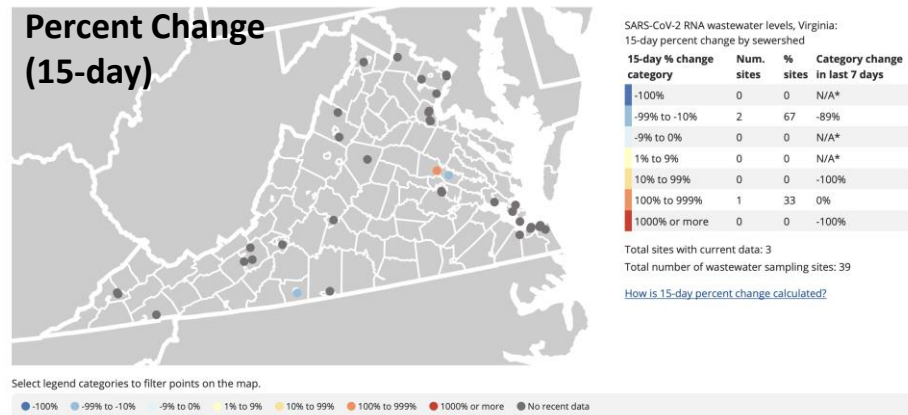 Percent Change
(15-day)
SARS-CoV-2 RNA wastewater levels, Virginia:
15-day percent change by sewershed
15-day % change category Num. sites % sites Category change in last 7 days
-100% 0 0 N/A*
-99% to -10% 2 67 -89%
-9% to 0% 0 0 N/A*
1% to 9% 0 0 N/A*
10% to 99% 0 0 -100%
100% to 999% 1 33 0%
1000% or more 0 0 -100%
Total sites with current data: 3
Total number of wastewater sampling sites: 39
How is 15-day percent change calculated?
Select legend categories to filter points on the map.
-100% -99% to -10% -9% to 0% 1% to 9% 10% to 99% 100% to 999% 1000% or more No recent data